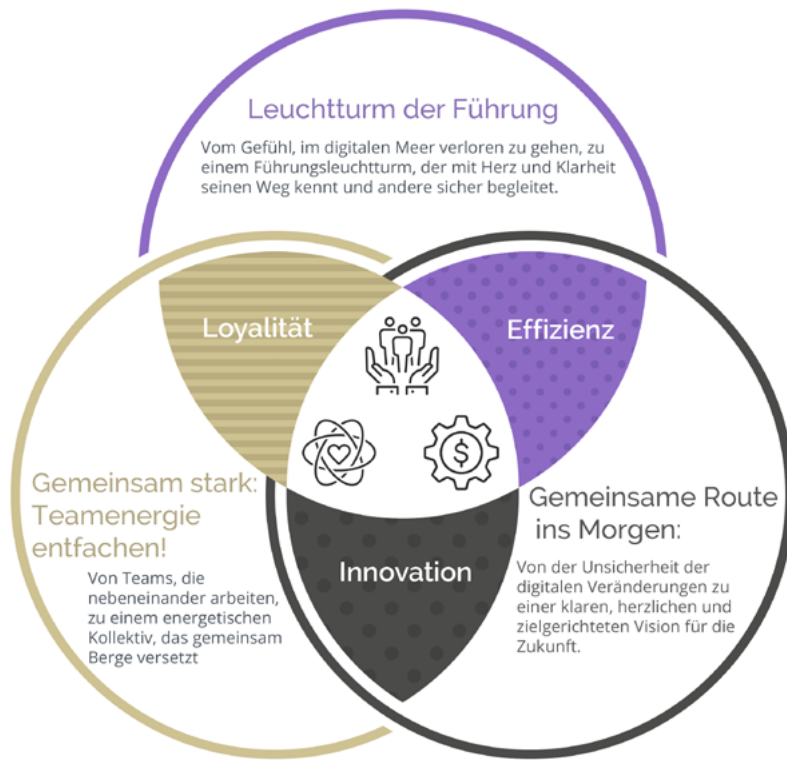 Leuchtturm der Führung
Vom Gefühl, im digitalen Meer verloren zu gehen, zu
einem Führungsleuchtturm, der mit Herz und Klarheit
seinen Weg kennt und andere sicher begleitet.
Loyalität
Effizienz
$
Gemeinsam stark:
Teamenergie
entfachen!
Von Teams, die
nebeneinander arbeiten,
zu einem energetischen
Kollektiv, das gemeinsam
Berge versetzt
Innovation
Gemeinsame Route
ins Morgen:
Von der Unsicherheit der
digitalen Veränderungen zu
einer klaren, herzlichen und
zielgerichteten Vision für die
Zukunft.